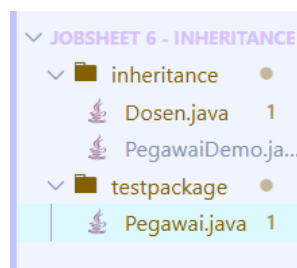 JOBSHEET 6 - INHERITANCE
inheritance
Dosen.java 1
PegawaiDemo.ja...
testpackage
Pegawai.java 1